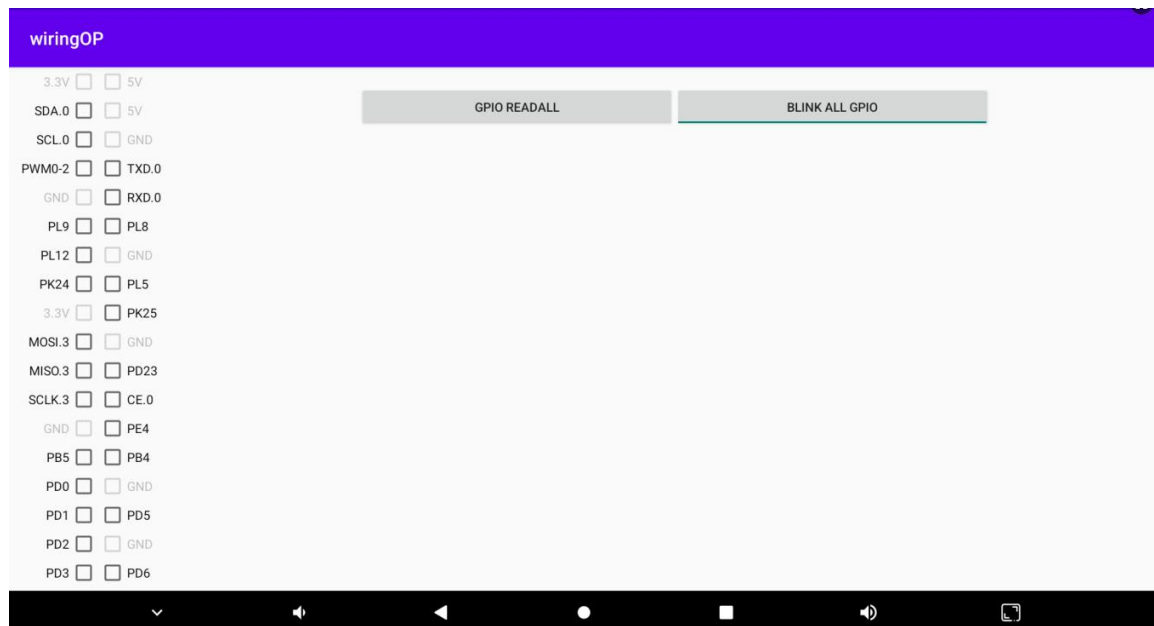 wiringOP
3.3V 5V
GPIO READALL BLINK ALL GPIO
SDA.0 5V
SCL.0 GND
PWM0-2 TXD.0
GND RXD.0
PL9 PL8
PL12 GND
PK24 PL5
3.3V PK25
MOSI.3 GND
MISO.3 PD23
SCLK.3 CE.0
GND PE4
PB5 PB4
PD0 GND
PD1 PD5
PD2 GND
PD3 PD6